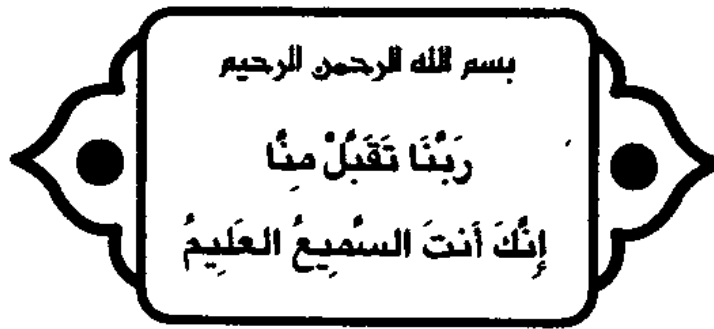 بسم الله الرحمن الرحيم
رَبَّنَا تَقَبَّلْ مِنَّا
إِنَّكَ أَنتَ السَّمِيعُ العَلِيمُ